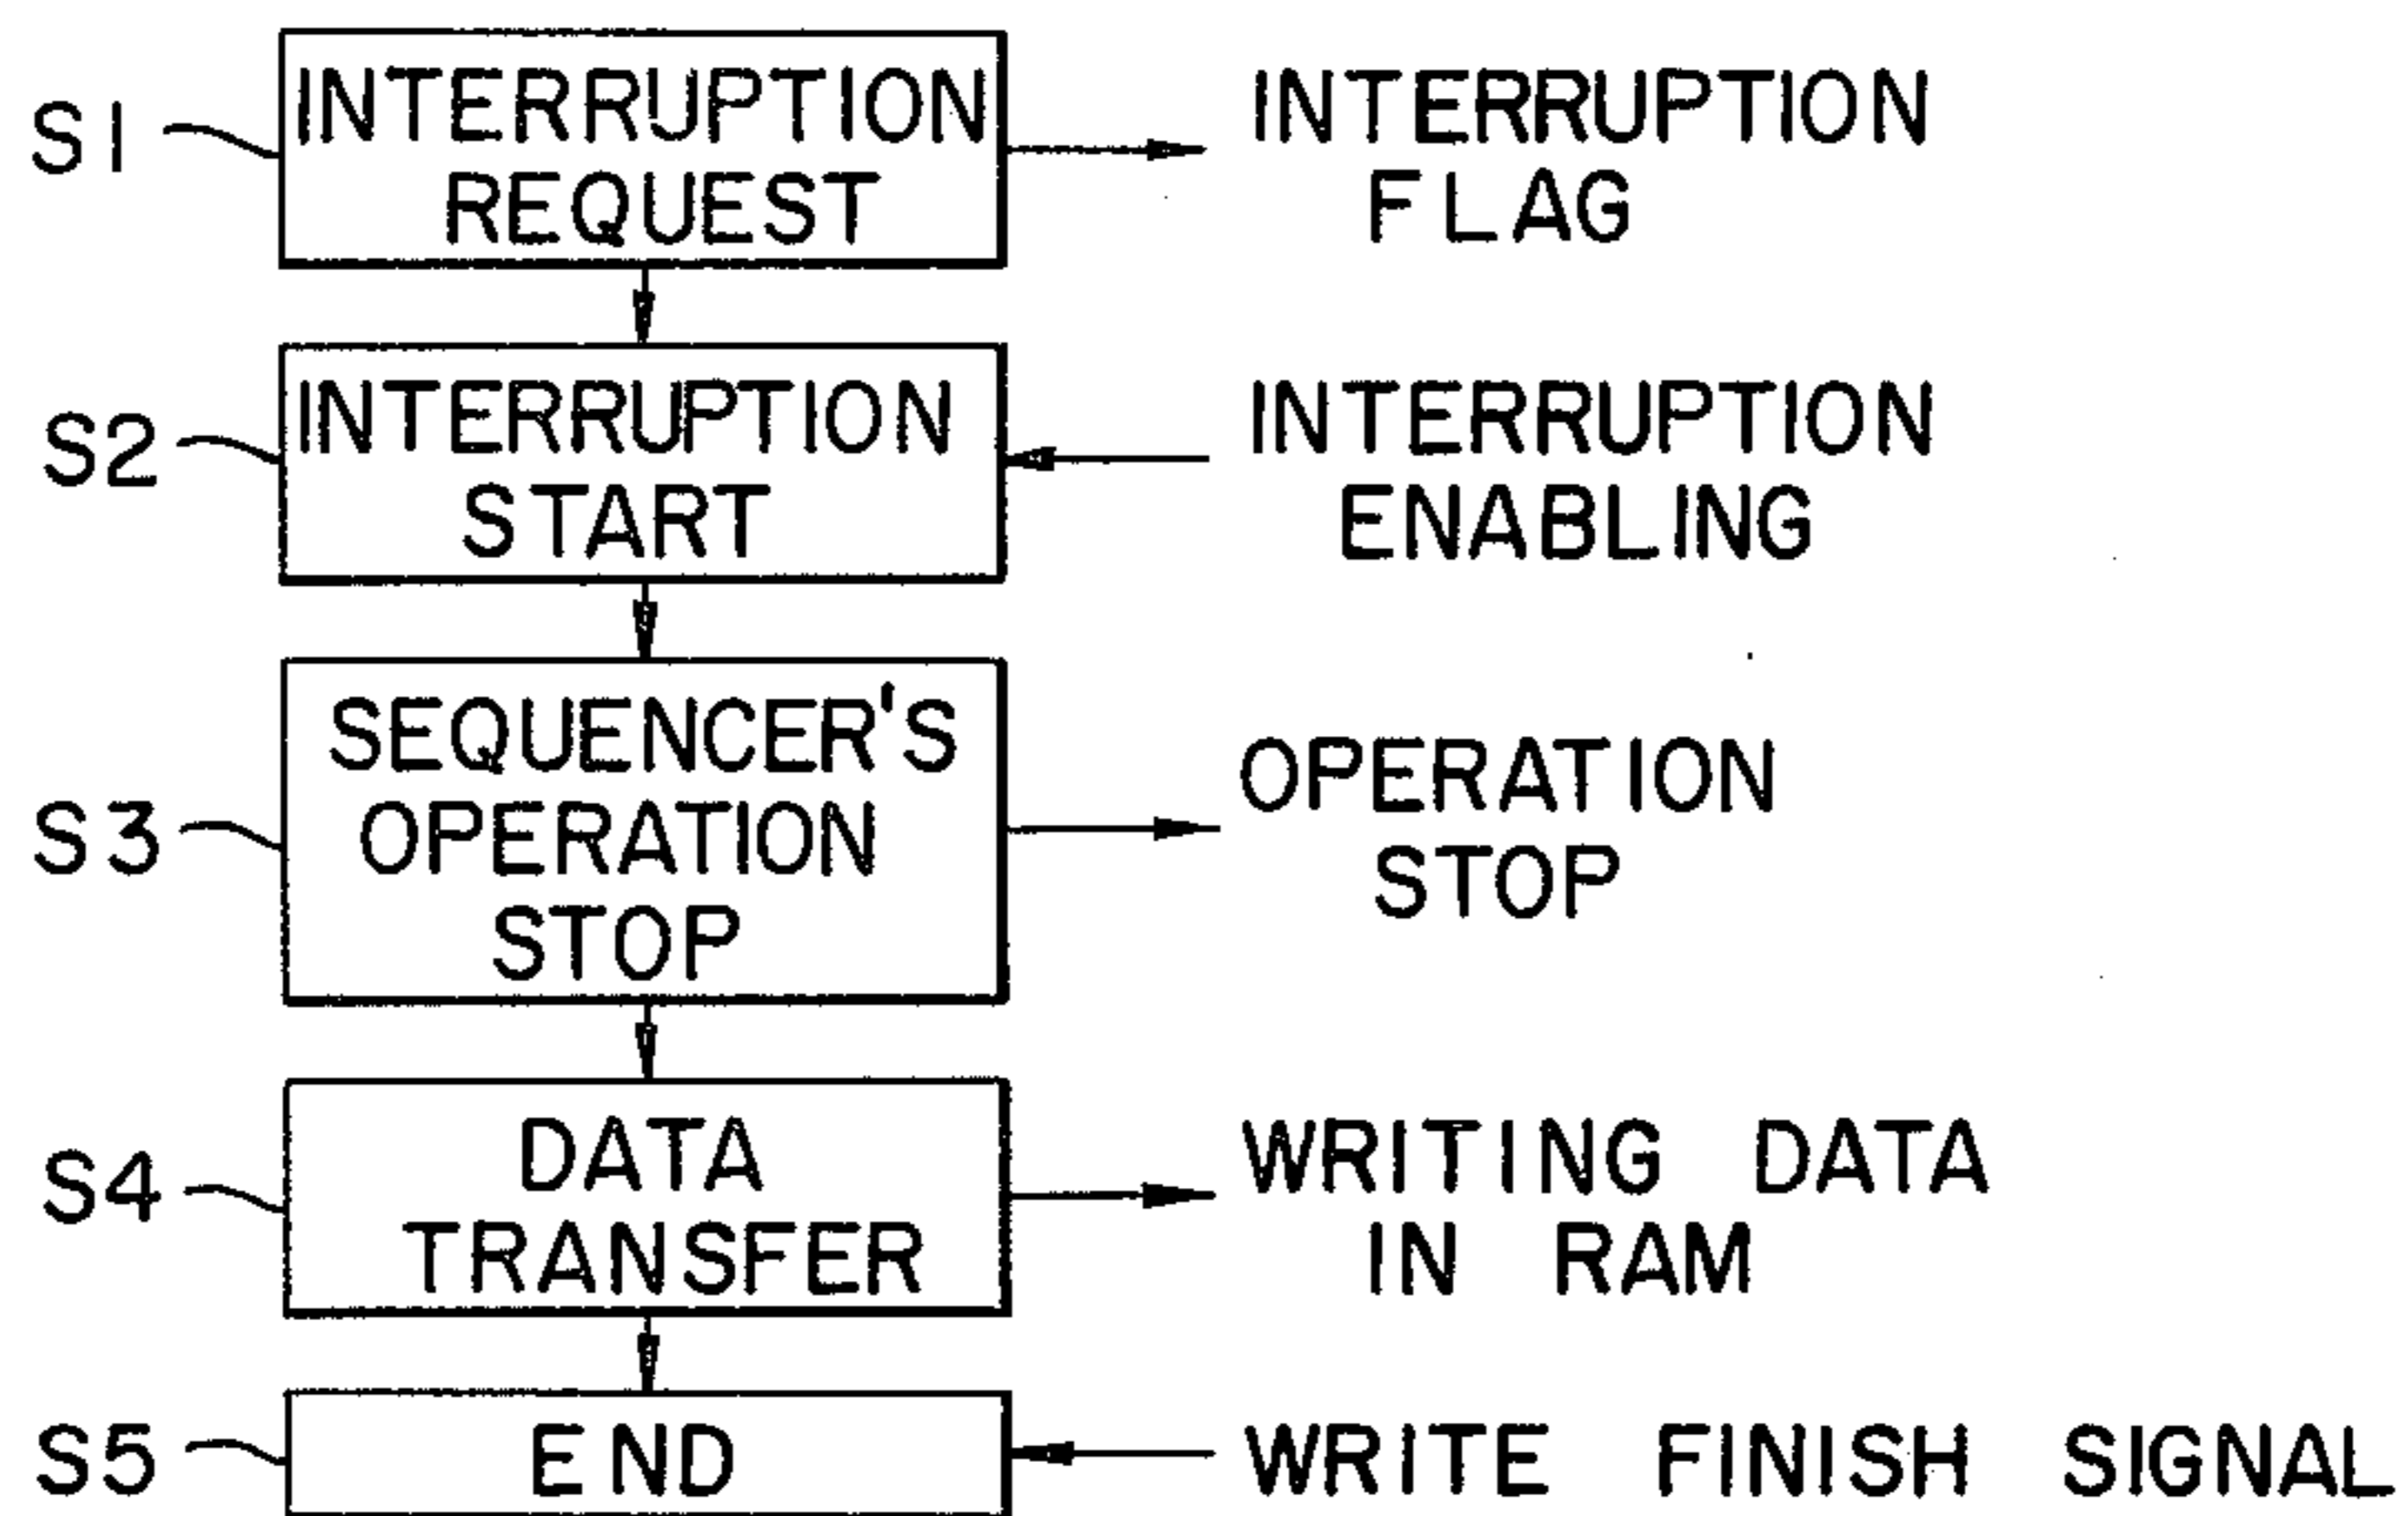 S1
INTERRUPTION
REQUEST
INTERRUPTION
FLAG
S2
INTERRUPTION
START
INTERRUPTION
ENABLING
S3
SEQUENCER'S
OPERATION
STOP
OPERATION
STOP
S4
DATA
TRANSFER
WRITING DATA
IN RAM
S5
END
WRITE FINISH SIGNAL